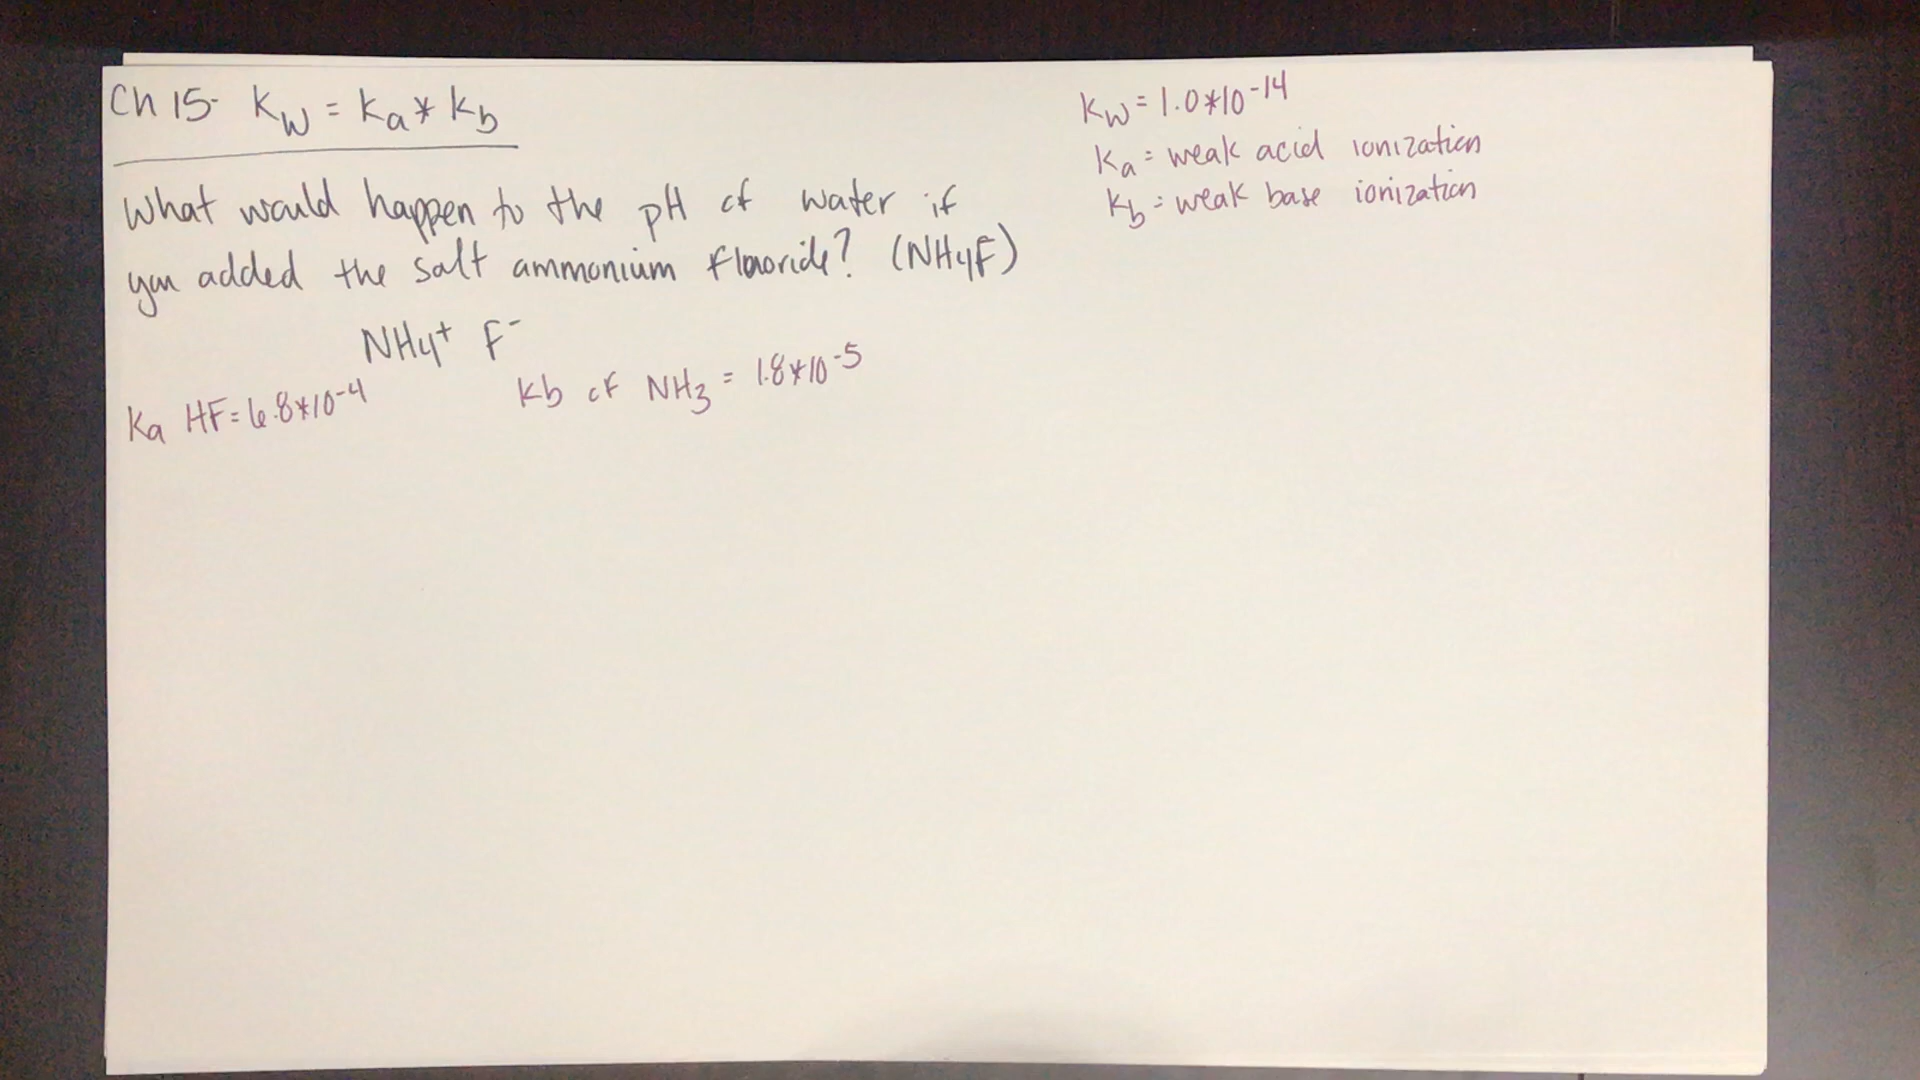 Ch 15- Kw = Ka * Kb
What would happen to the pH of water if
you added the salt ammonium fluoride? (NH4F)
NH4+ F-
Ka HF = 6.8*10-4
Kb of NH3 = 1.8*10-5
Kw = 1.0*10-14
Ka = weak acid ionization
Kb = weak base ionization